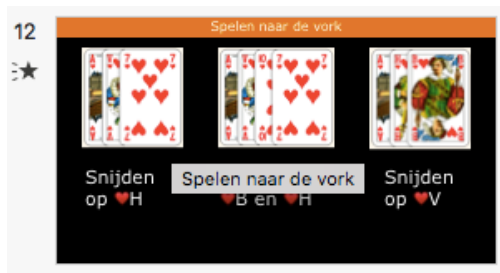 12
Spelen naar de vork
Snijden
op ♥H
Spelen naar de vork
♥B en ♥H
Snijden
op ♥V